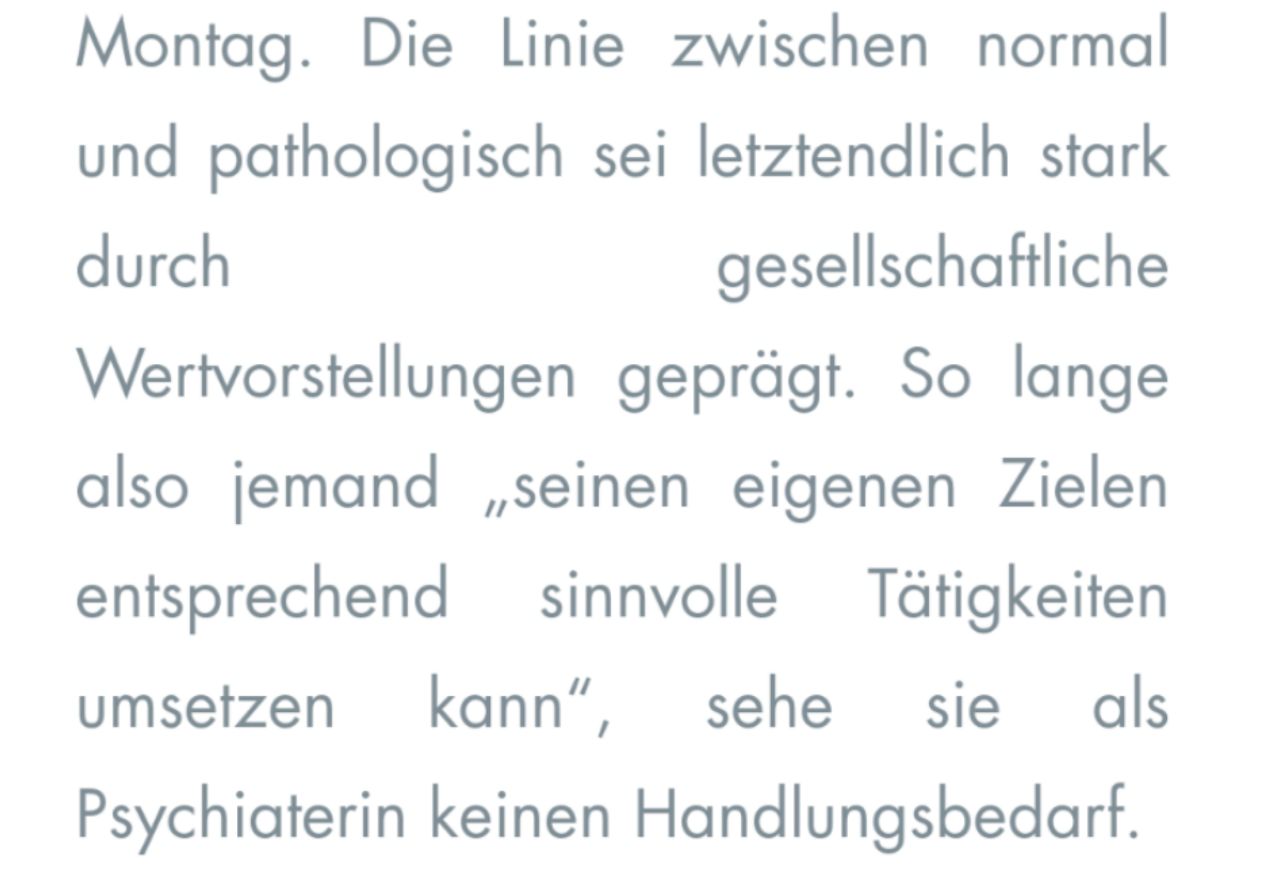 Montag. Die Linie zwischen normal
und pathologisch sei letztendlich stark
durch gesellschaftliche
Wertvorstellungen geprägt. So lange
also jemand „seinen eigenen Zielen
entsprechend sinnvolle Tätigkeiten
umsetzen kann“, sehe sie als
Psychiaterin keinen Handlungsbedarf.